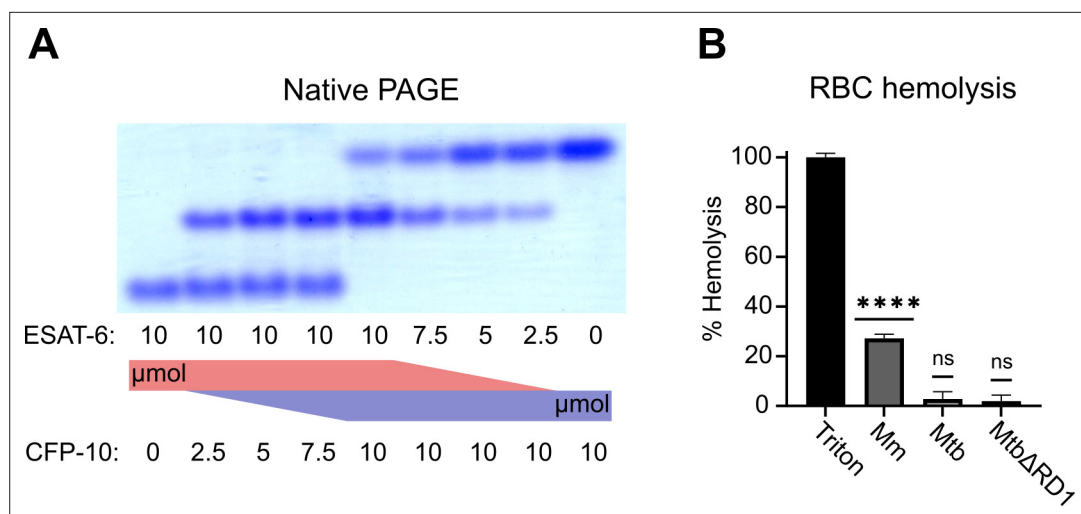 A
Native PAGE
ESAT-6: 10 10 10 10 10 7.5 5 2.5 0
µmol
µmol
CFP-10: 0 2.5 5 7.5 10 10 10 10 10
B
RBC hemolysis
% Hemolysis
100
80
60
40
20
0
****
ns
ns
Triton
Mm
Mtb
MtbΔRD1